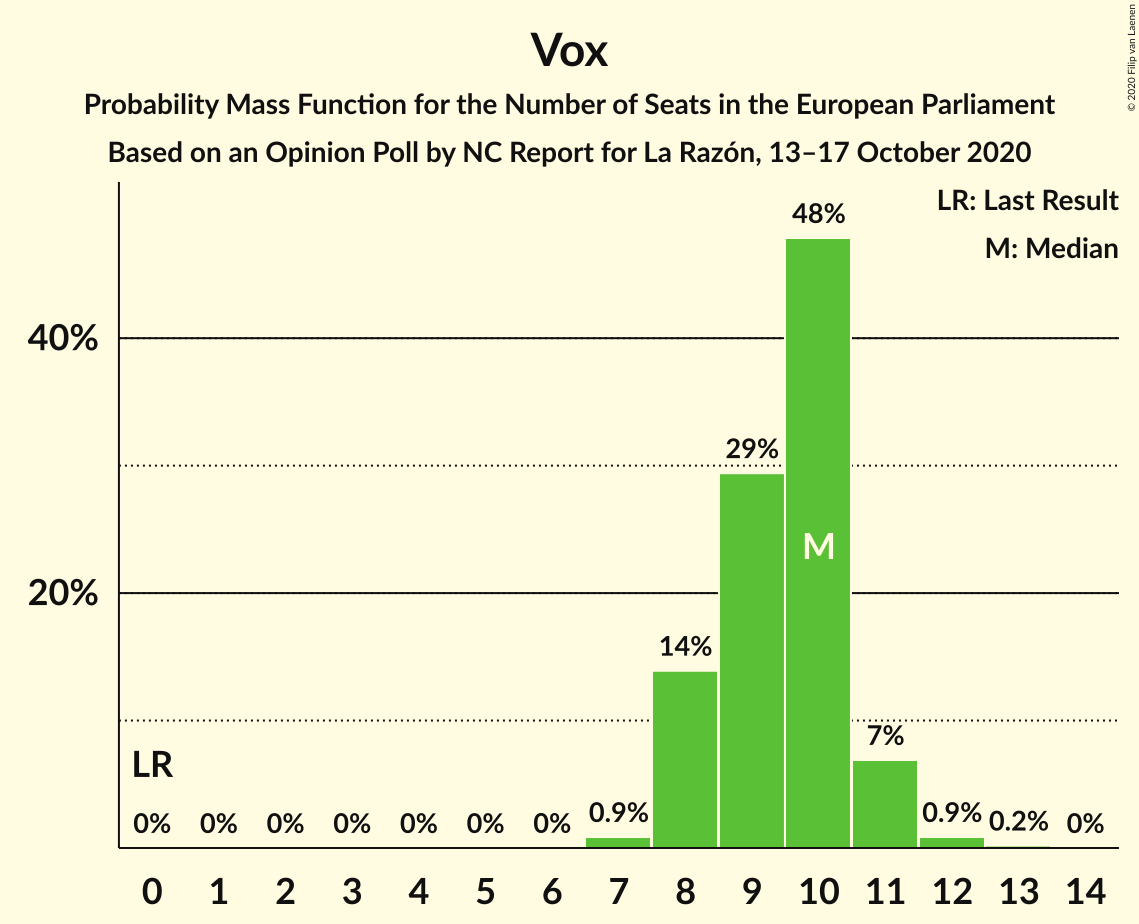 Vox
Probability Mass Function for the Number of Seats in the European Parliament
Based on an Opinion Poll by NC Report for La Razón, 13–17 October 2020
© 2020 Filip van Laenen
LR: Last Result
M: Median
48%
40%
29%
M
20%
14%
7%
LR
0% 0% 0% 0% 0% 0% 0% 0.9% 0.9% 0.2% 0%
0 1 2 3 4 5 6 7 8 9 10 11 12 13 14